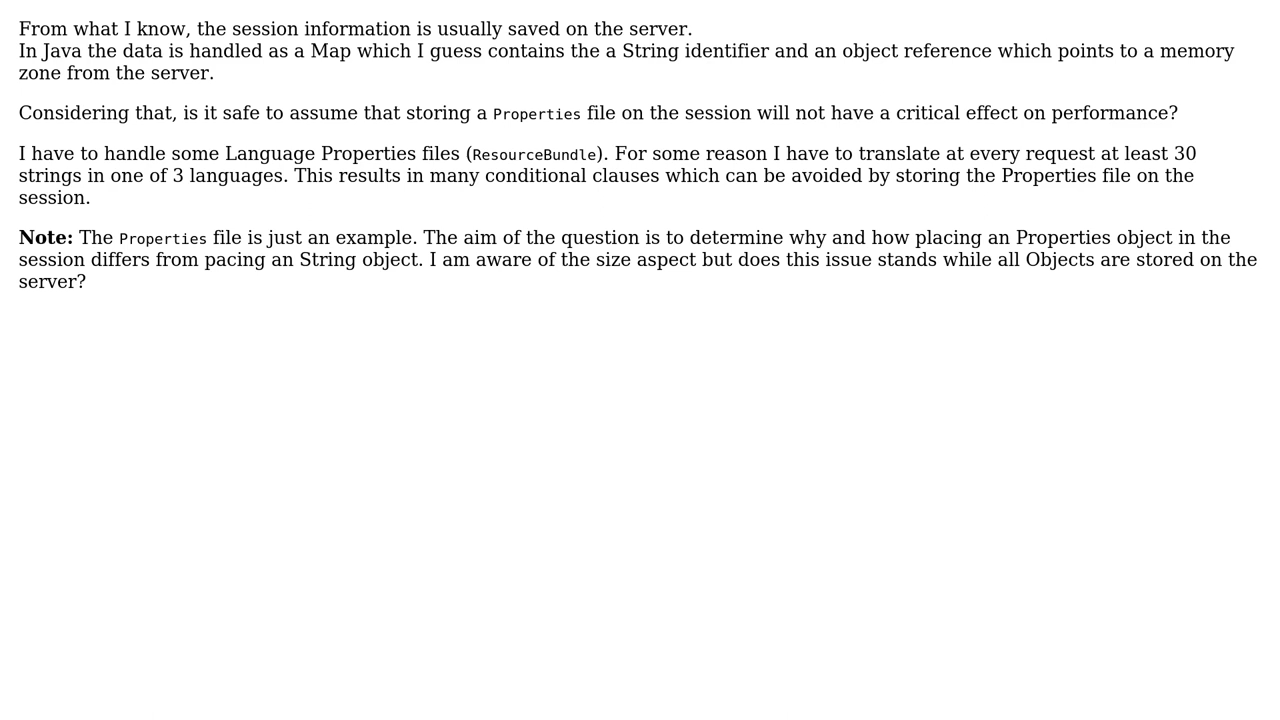 From what I know, the session information is usually saved on the server.
In Java the data is handled as a Map which I guess contains the a String identifier and an object reference which points to a memory
zone from the server.
Considering that, is it safe to assume that storing a Properties file on the session will not have a critical effect on performance?
I have to handle some Language Properties files (ResourceBundle). For some reason I have to translate at every request at least 30
strings in one of 3 languages. This results in many conditional clauses which can be avoided by storing the Properties file on the
session.
Note: The Properties file is just an example. The aim of the question is to determine why and how placing an Properties object in the
session differs from pacing an String object. I am aware of the size aspect but does this issue stands while all Objects are stored on the
server?